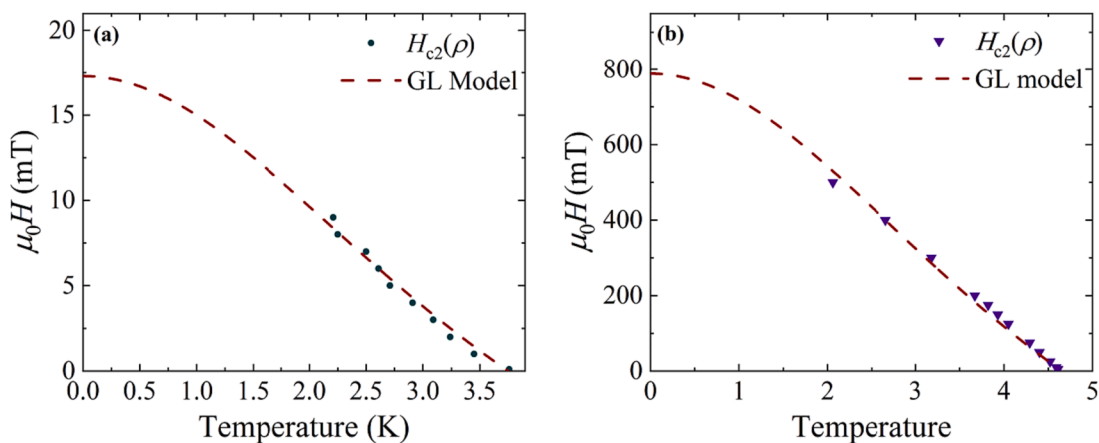 (a)
H_c2(ρ)
GL Model
20
15
10
5
0
μ₀H (mT)
0.0 0.5 1.0 1.5 2.0 2.5 3.0 3.5
Temperature (K)
(b)
H_c2(ρ)
GL model
800
600
400
200
0
μ₀H (mT)
0 1 2 3 4 5
Temperature